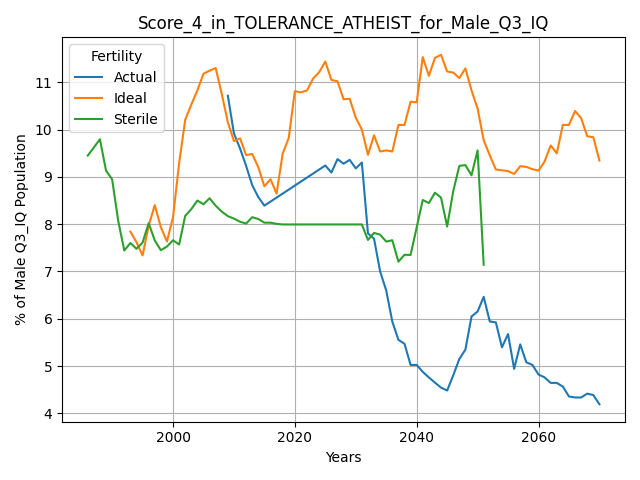 Score_4_in_TOLERANCE_ATHEIST_for_Male_Q3_IQ
Fertility
Actual
Ideal
Sterile
% of Male Q3_IQ Population
11
10
9
8
7
6
5
4
2000
2020
2040
2060
Years